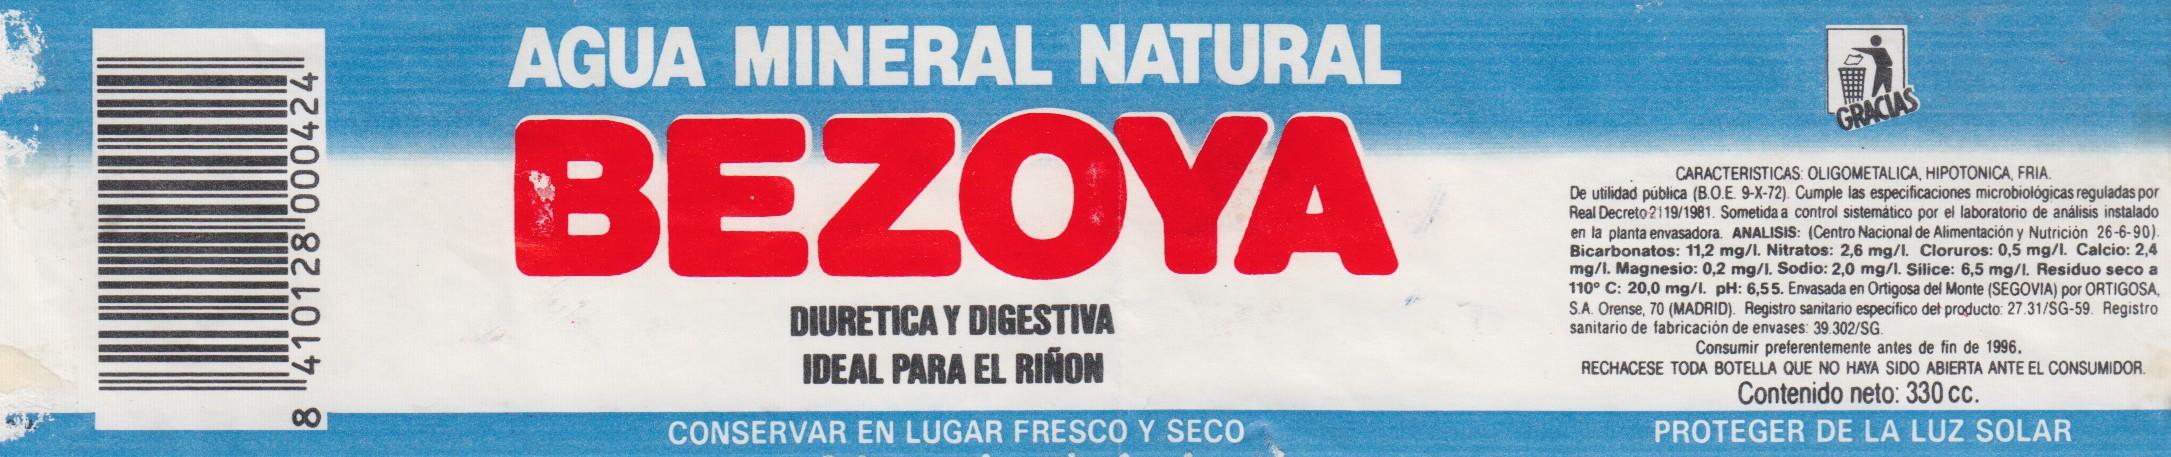 8 410128 000424
AGUA MINERAL NATURAL
BEZOYA
DIURETICA Y DIGESTIVA
IDEAL PARA EL RIÑON
CONSERVAR EN LUGAR FRESCO Y SECO
GRACIAS
CARACTERISTICAS: OLIGOMETALICA, HIPOTONICA, FRIA.
De utilidad pública (B.O.E. 9-X-72). Cumple las especificaciones microbiológicas reguladas por
Real Decreto 2119/1981. Sometida a control sistemático por el laboratorio de análisis instalado
en la planta envasadora. ANALISIS: (Centro Nacional de Alimentación y Nutrición 26-6-90).
Bicarbonatos: 11,2 mg/l. Nitratos: 2,6 mg/l. Cloruros: 0,5 mg/l. Calcio: 2,4
mg/l. Magnesio: 0,2 mg/l. Sodio: 2,0 mg/l. Sílice: 6,5 mg/l. Residuo seco a
110° C: 20,0 mg/l. pH: 6,55. Envasada en Ortigosa del Monte (SEGOVIA) por ORTIGOSA,
S.A. Orense, 70 (MADRID). Registro sanitario específico del producto: 27.31/SG-59. Registro
sanitario de fabricación de envases: 39.302/SG.
Consumir preferentemente antes de fin de 1996.
RECHACESE TODA BOTELLA QUE NO HAYA SIDO ABIERTA ANTE EL CONSUMIDOR.
Contenido neto: 330 cc.
PROTEGER DE LA LUZ SOLAR